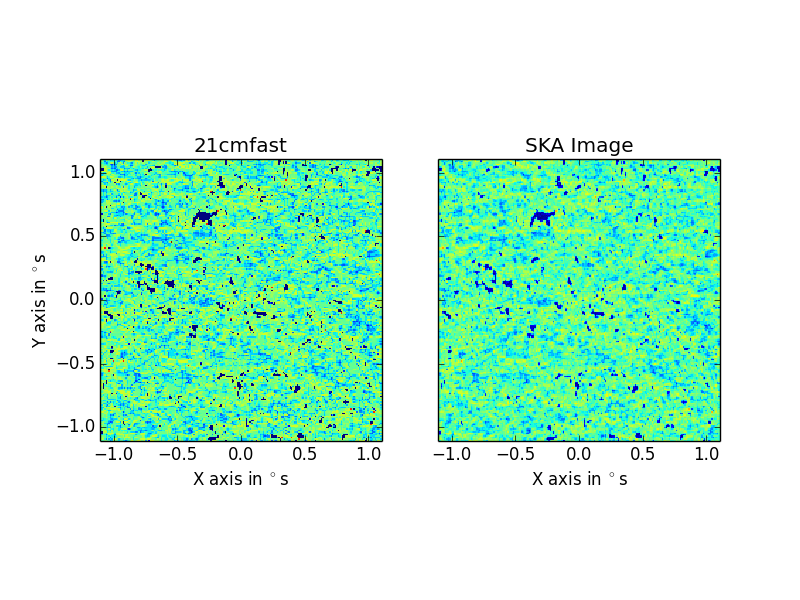 21cmfast
SKA Image
1.0
0.5
0.0
−0.5
−1.0
Y axis in °s
−1.0 −0.5 0.0 0.5 1.0
X axis in °s
−1.0 −0.5 0.0 0.5 1.0
X axis in °s